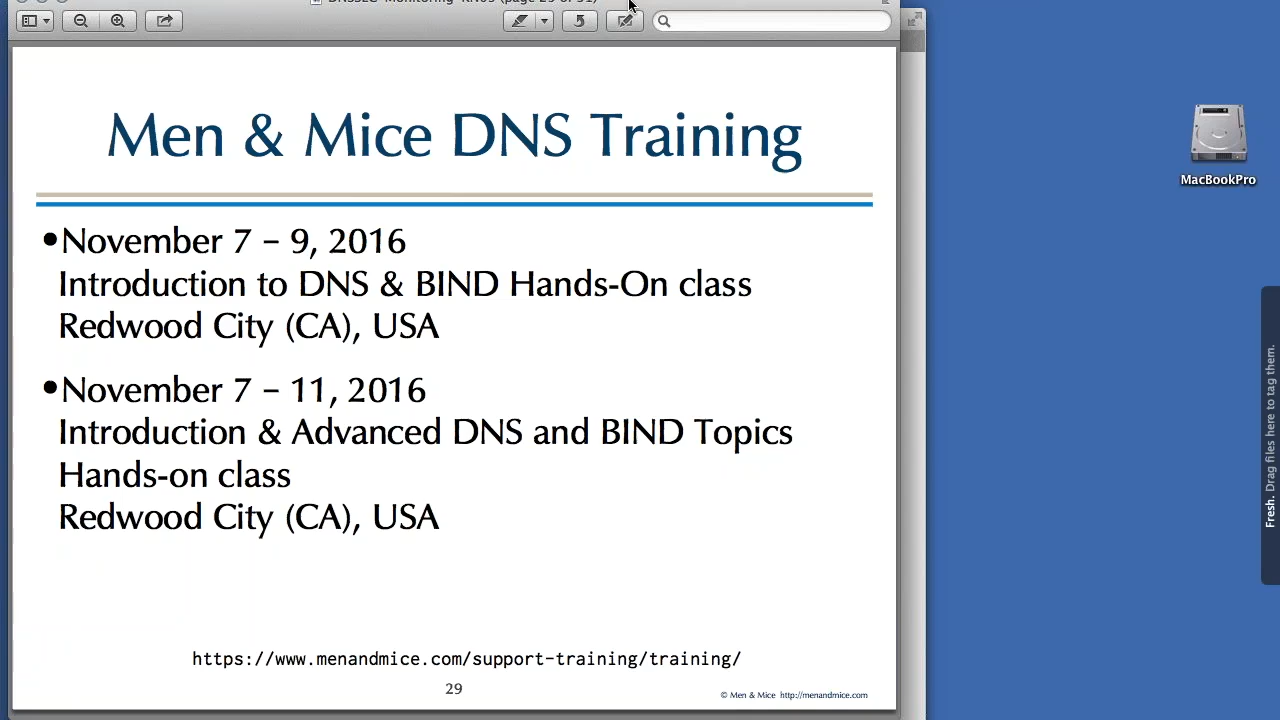 Men & Mice DNS Training
•November 7 – 9, 2016
Introduction to DNS & BIND Hands-On class
Redwood City (CA), USA
•November 7 – 11, 2016
Introduction & Advanced DNS and BIND Topics
Hands-on class
Redwood City (CA), USA
https://www.menandmice.com/support-training/training/
29
© Men & Mice http://menandmice.com
MacBookPro
Fresh. Drag files here to tag them.